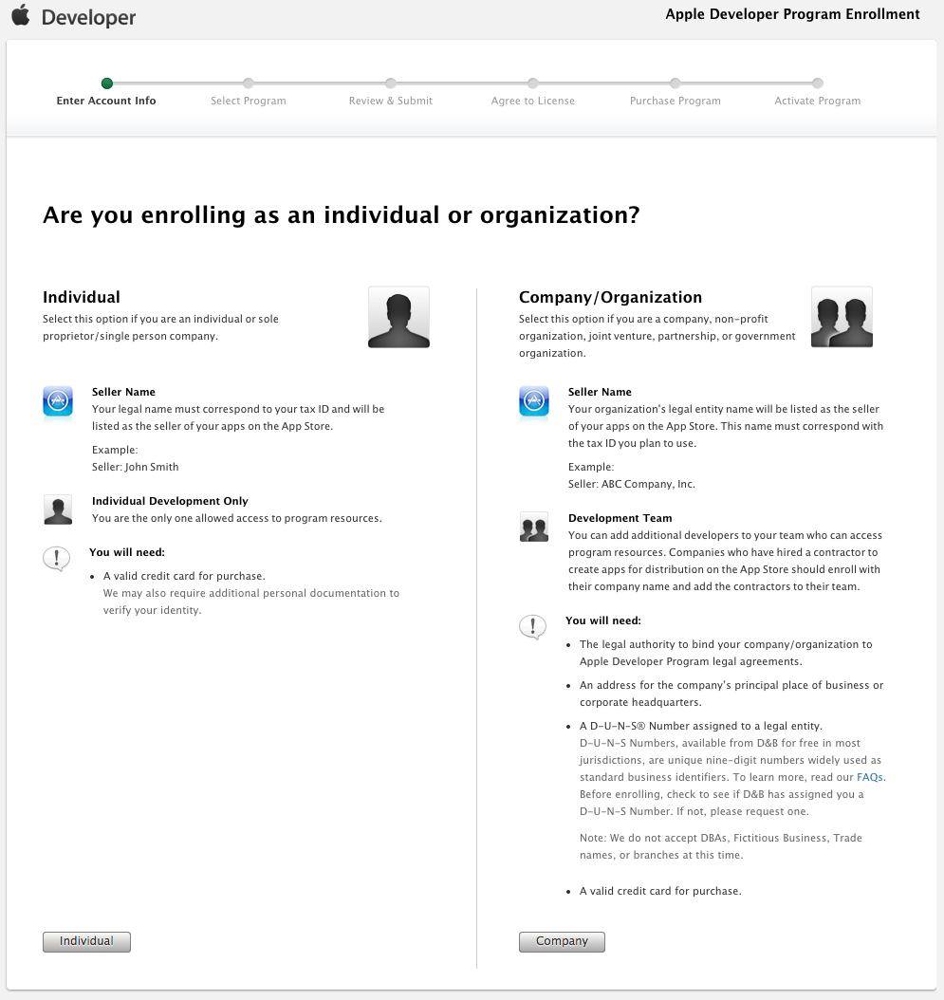 Developer
Apple Developer Program Enrollment
Enter Account Info
Select Program
Review & Submit
Agree to License
Purchase Program
Activate Program
Are you enrolling as an individual or organization?
Individual
Select this option if you are an individual or sole
proprietor/single person company.
Seller Name
Your legal name must correspond to your tax ID and will be
listed as the seller of your apps on the App Store.
Example:
Seller: John Smith
Individual Development Only
You are the only one allowed access to program resources.
You will need:
• A valid credit card for purchase.
We may also require additional personal documentation to
verify your identity.
Individual
Company/Organization
Select this option if you are a company, non-profit
organization, joint venture, partnership, or government
organization.
Seller Name
Your organization's legal entity name will be listed as the seller
of your apps on the App Store. This name must correspond with
the tax ID you plan to use.
Example:
Seller: ABC Company, Inc.
Development Team
You can add additional developers to your team who can access
program resources. Companies who have hired a contractor to
create apps for distribution on the App Store should enroll with
their company name and add the contractors to their team.
You will need:
• The legal authority to bind your company/organization to
Apple Developer Program legal agreements.
• An address for the company's principal place of business or
corporate headquarters.
• A D-U-N-S® Number assigned to a legal entity.
D-U-N-S Numbers, available from D&B for free in most
jurisdictions, are unique nine-digit numbers widely used as
standard business identifiers. To learn more, read our FAQs.
Before enrolling, check to see if D&B has assigned you a
D-U-N-S Number. If not, please request one.
Note: We do not accept DBAs, Fictitious Business, Trade
names, or branches at this time.
• A valid credit card for purchase.
Company